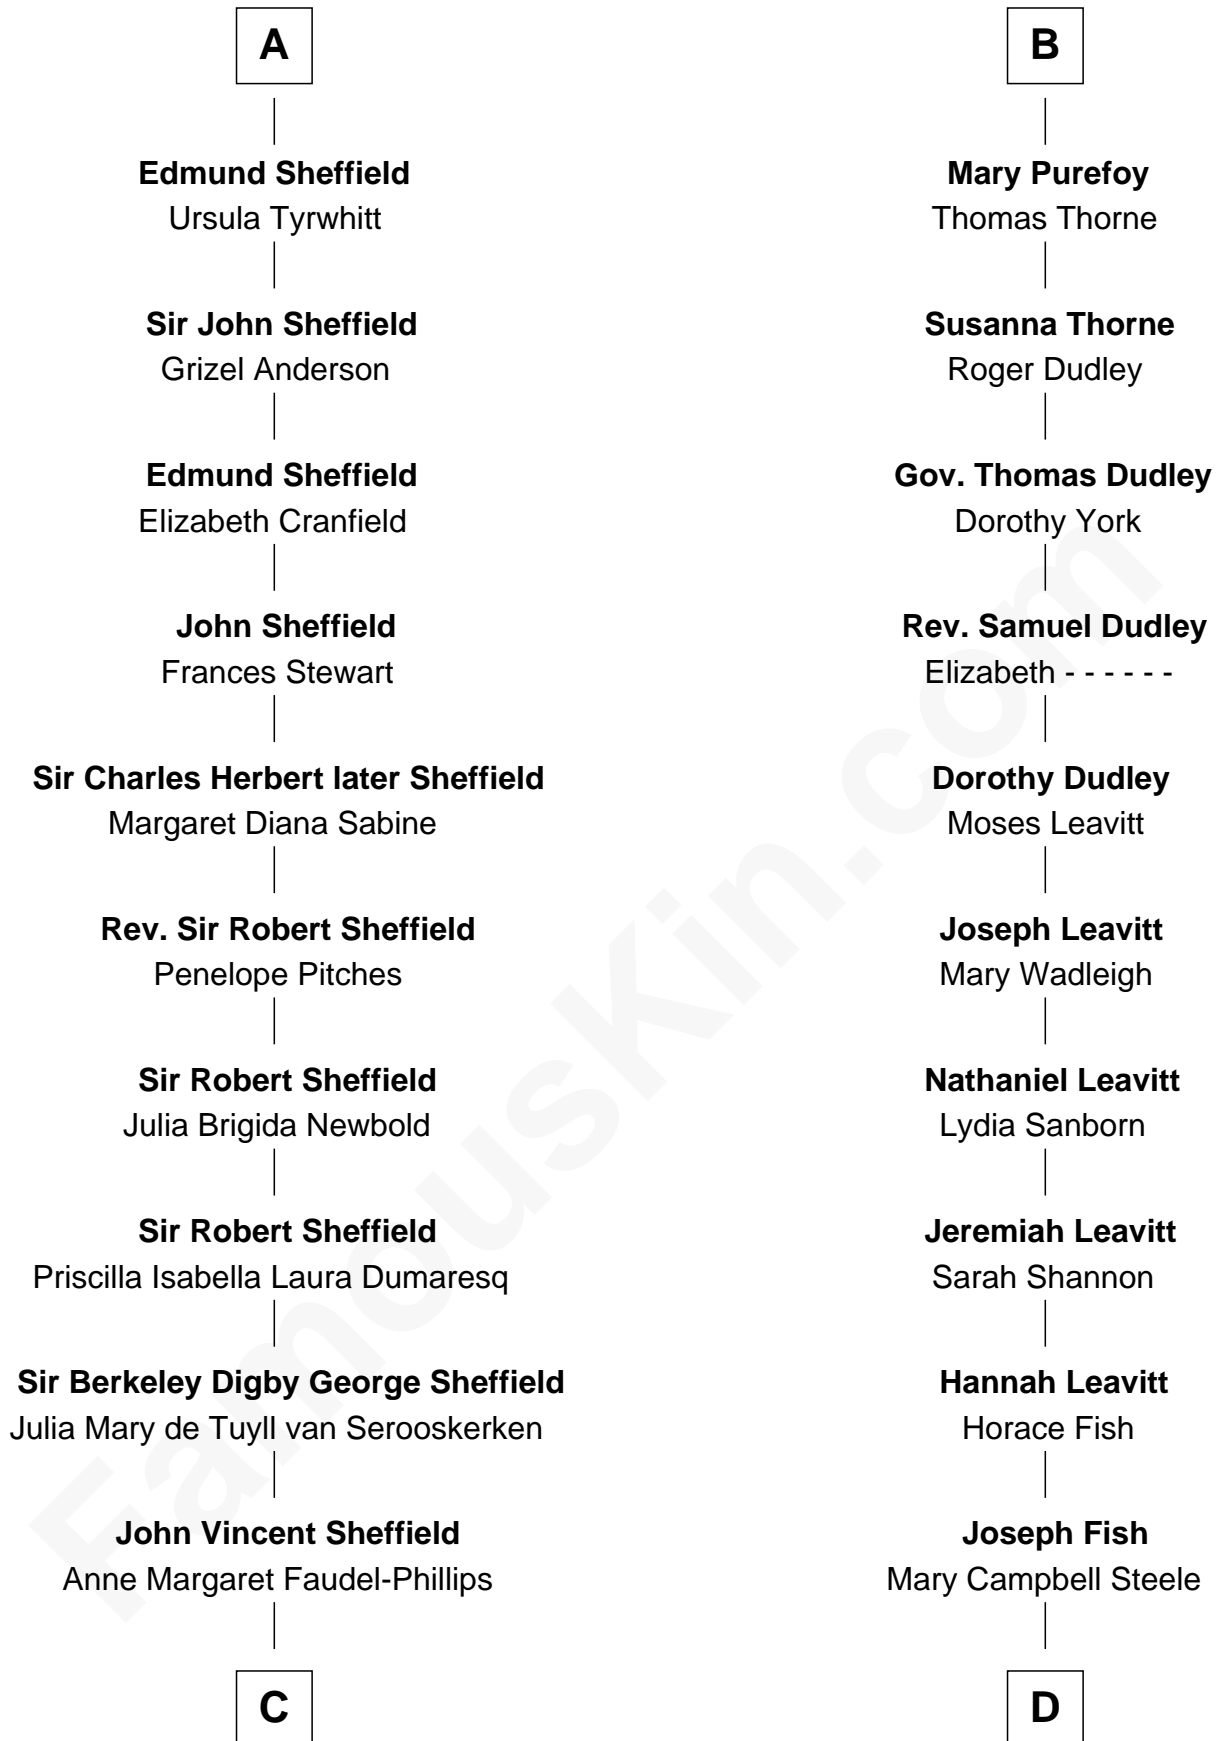 A
Edmund Sheffield
Ursula Tyrwhitt
Sir John Sheffield
Grizel Anderson
Edmund Sheffield
Elizabeth Cranfield
John Sheffield
Frances Stewart
Sir Charles Herbert later Sheffield
Margaret Diana Sabine
Rev. Sir Robert Sheffield
Penelope Pitches
Sir Robert Sheffield
Julia Brigida Newbold
Sir Robert Sheffield
Priscilla Isabella Laura Dumaresq
Sir Berkeley Digby George Sheffield
Julia Mary de Tuyll van Serooskerken
John Vincent Sheffield
Anne Margaret Faudel-Phillips
C
B
Mary Purefoy
Thomas Thorne
Susanna Thorne
Roger Dudley
Gov. Thomas Dudley
Dorothy York
Rev. Samuel Dudley
Elizabeth - - - - - -
Dorothy Dudley
Moses Leavitt
Joseph Leavitt
Mary Wadleigh
Nathaniel Leavitt
Lydia Sanborn
Jeremiah Leavitt
Sarah Shannon
Hannah Leavitt
Horace Fish
Joseph Fish
Mary Campbell Steele
D
FamousKin.com